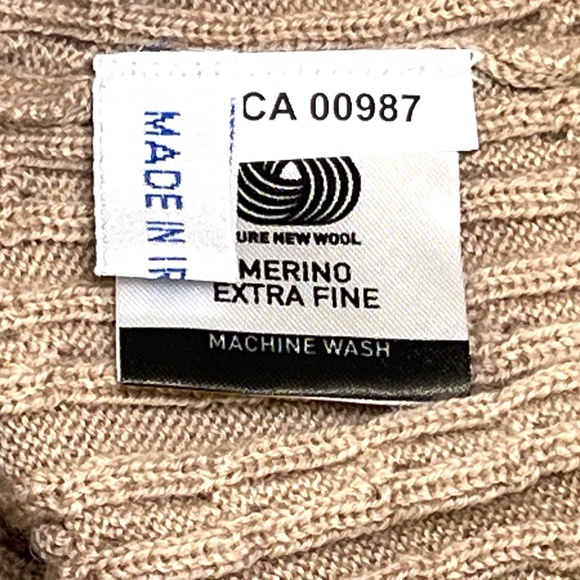 CA 00987
MADE IN IR
URE NEW WOOL
MERINO
EXTRA FINE
MACHINE WASH